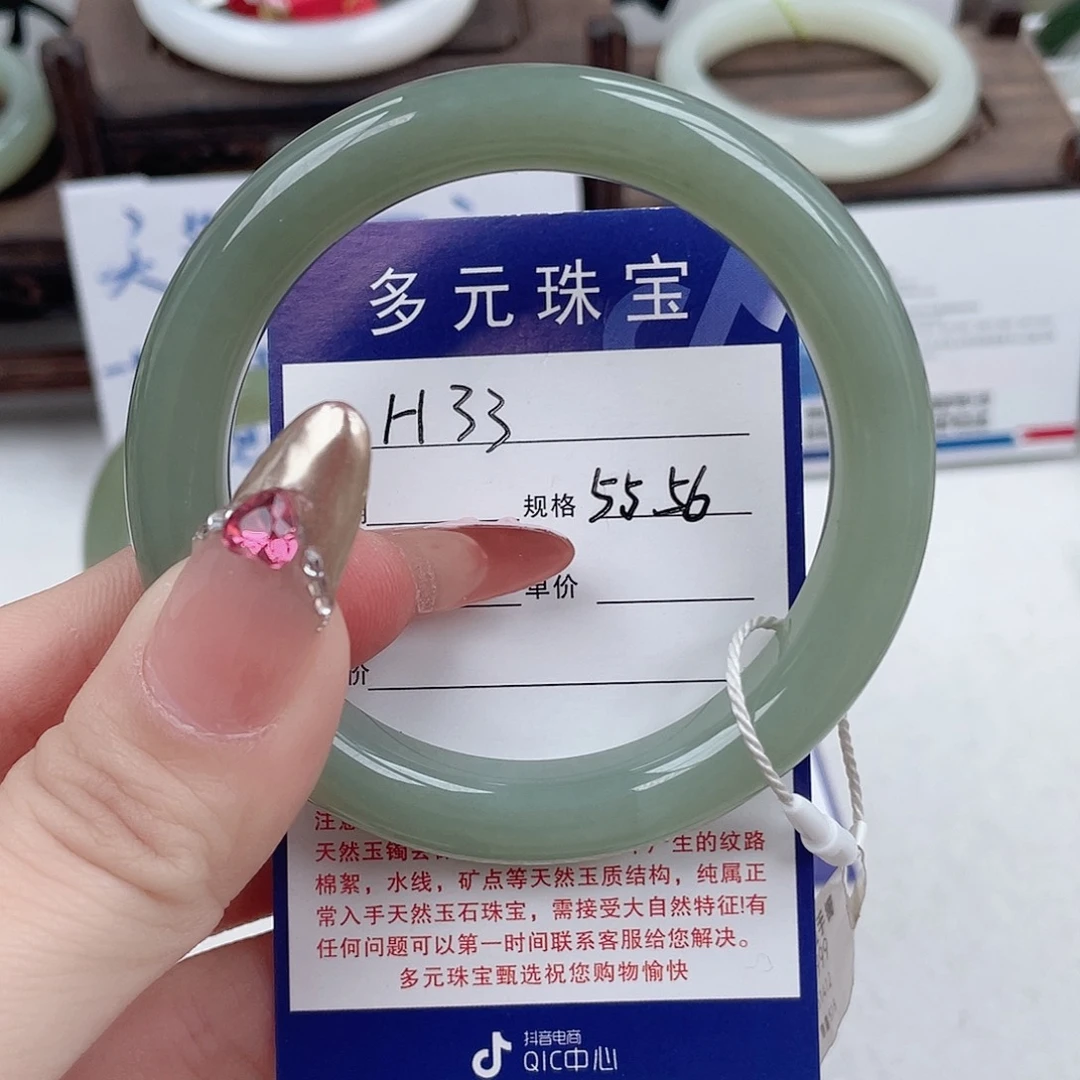 多元珠宝
H33
规格 55-56
单价
价
天然玉镯会 生的纹路
棉絮，水线，矿点等天然玉质结构，纯属正
常入手天然玉石珠宝，需接受大自然特征!有
任何问题可以第一时间联系客服给您解决。
多元珠宝甄选祝您购物愉快
抖音电商
QIC中心